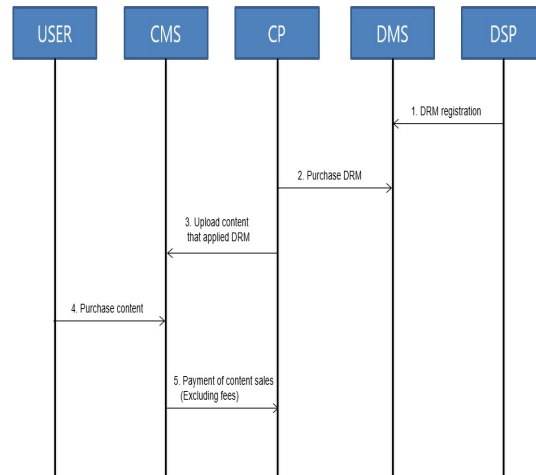 USER
CMS
CP
DMS
DSP
1. DRM registration
2. Purchase DRM
3. Upload content
that applied DRM
4. Purchase content
5. Payment of content sales
(Excluding fees)